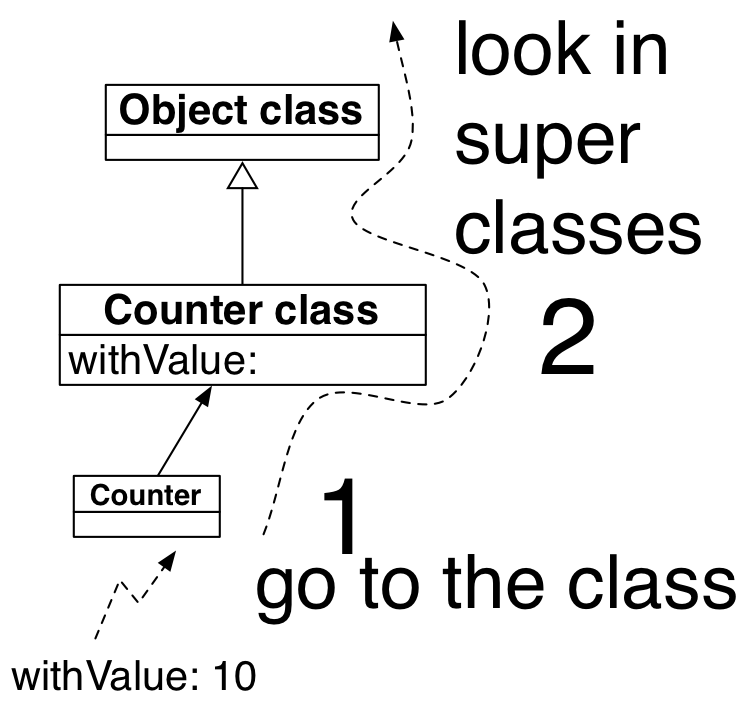 look in
super
classes
Object class
Counter class
withValue:
2
Counter
1
go to the class
withValue: 10